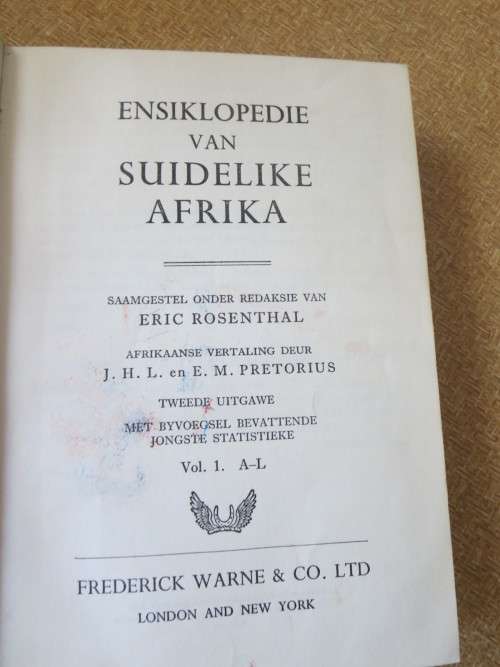 ENSIKLOPEDIE
VAN
SUIDELIKE
AFRIKA
SAAMGESTEL ONDER REDAKSIE VAN
ERIC ROSENTHAL
AFRIKAANSE VERTALING DEUR
J. H. L. en E. M. PRETORIUS
TWEEDE UITGAWE
MET BYVOEGSEL BEVATTENDE
JONGSTE STATISTIEKE
Vol. 1. A–L
FREDERICK WARNE & CO. LTD
LONDON AND NEW YORK